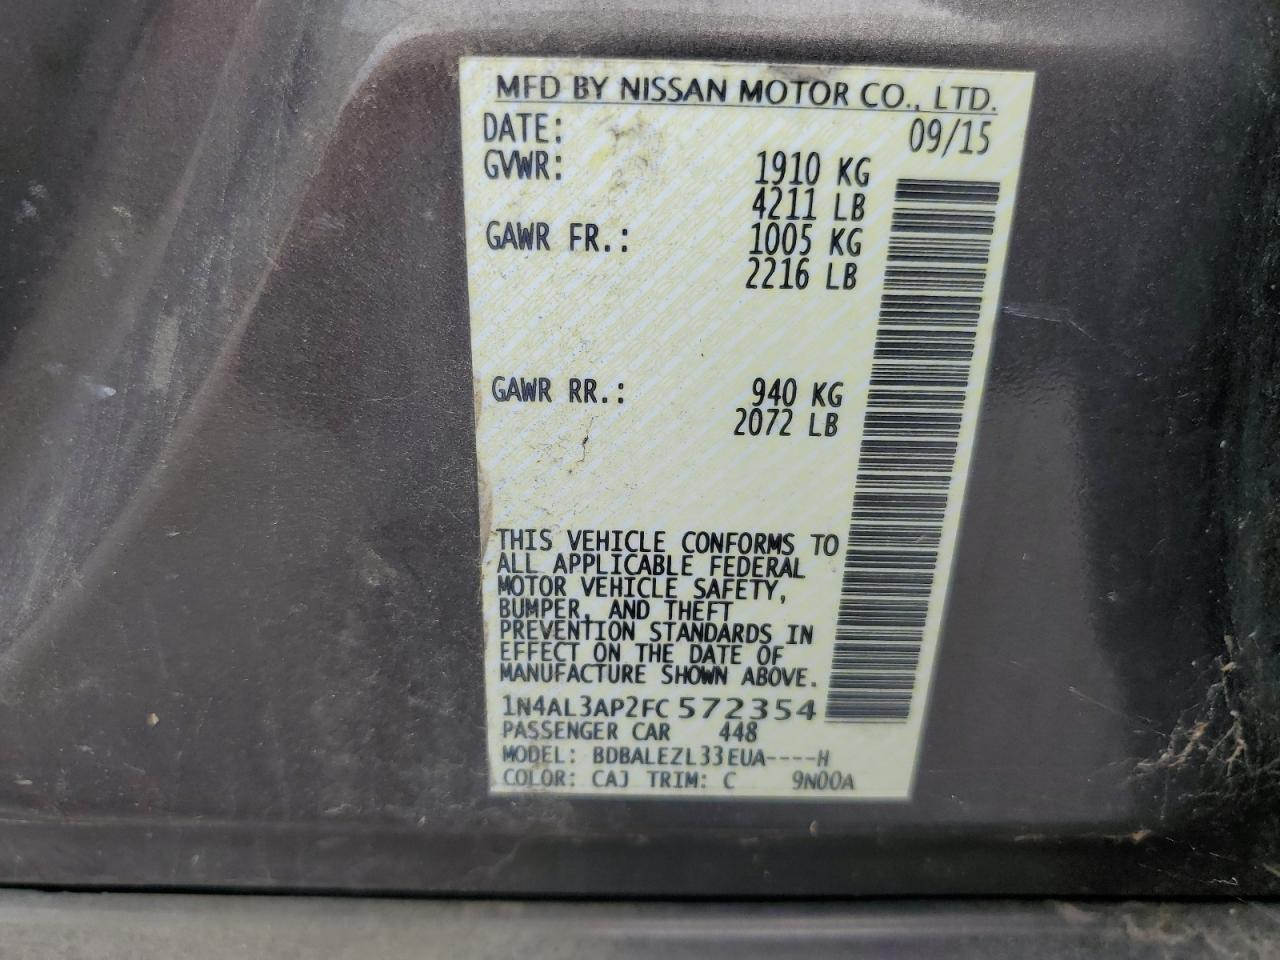 MFD BY NISSAN MOTOR CO., LTD.
DATE: 09/15
GVWR: 1910 KG
4211 LB
GAWR FR.: 1005 KG
2216 LB
GAWR RR.: 940 KG
2072 LB
THIS VEHICLE CONFORMS TO
ALL APPLICABLE FEDERAL
MOTOR VEHICLE SAFETY,
BUMPER, AND THEFT
PREVENTION STANDARDS IN
EFFECT ON THE DATE OF
MANUFACTURE SHOWN ABOVE.
1N4AL3AP2FC572354
PASSENGER CAR 448
MODEL: BDBALEZL33EUA----H
COLOR: CAJ TRIM: C 9N00A